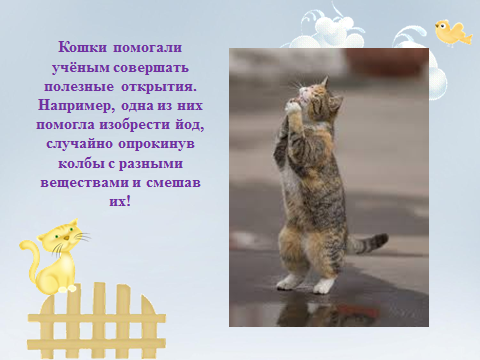 Кошки помогали
учёным совершать
полезные открытия.
Например, одна из них
помогла изобрести йод,
случайно опрокинув
колбы с разными
веществами и смешав
их!